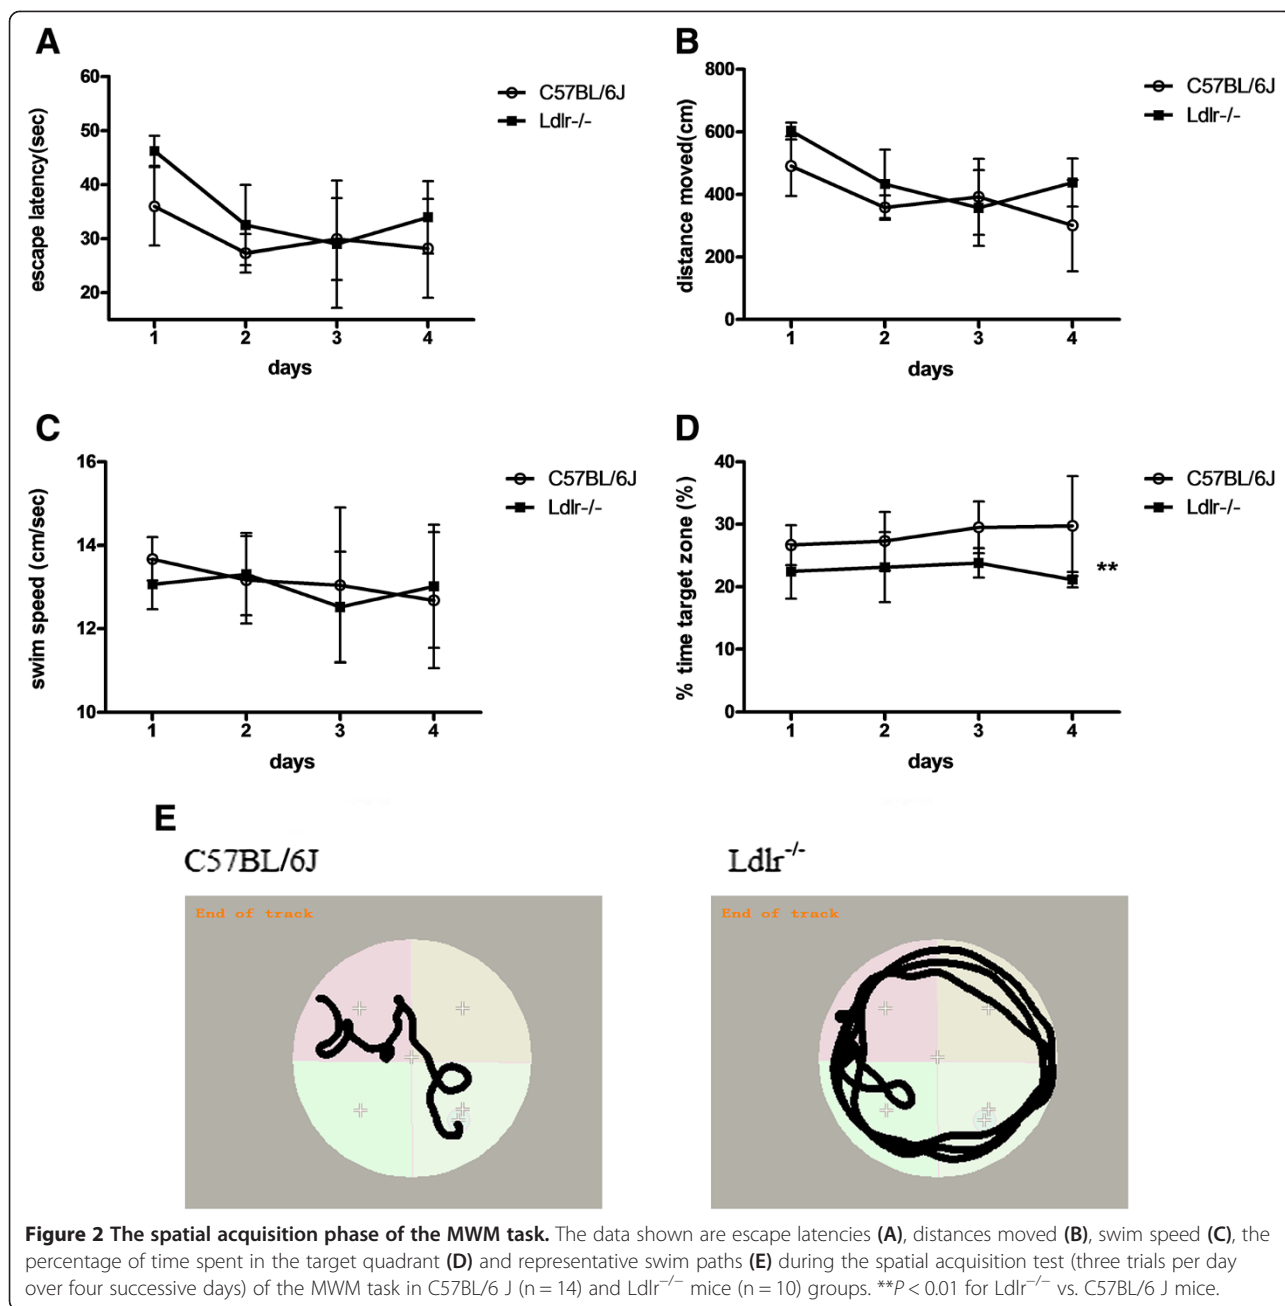 A
60
50
40
30
20
escape latency(sec)
1 2 3 4
days
C57BL/6J
Ldlr-/-
B
800
600
400
200
0
distance moved(cm)
1 2 3 4
days
C57BL/6J
Ldlr-/-
C
16
14
12
10
swim speed (cm/sec)
1 2 3 4
days
C57BL/6J
Ldlr-/-
D
40
30
20
10
0
% time target zone (%)
1 2 3 4
days
C57BL/6J
Ldlr-/-
**
E
C57BL/6J
End of track
Ldlr-/-
End of track
Figure 2 The spatial acquisition phase of the MWM task. The data shown are escape latencies (A), distances moved (B), swim speed (C), the
percentage of time spent in the target quadrant (D) and representative swim paths (E) during the spatial acquisition test (three trials per day
over four successive days) of the MWM task in C57BL/6 J (n = 14) and Ldlr−/− mice (n = 10) groups. **P < 0.01 for Ldlr−/− vs. C57BL/6 J mice.